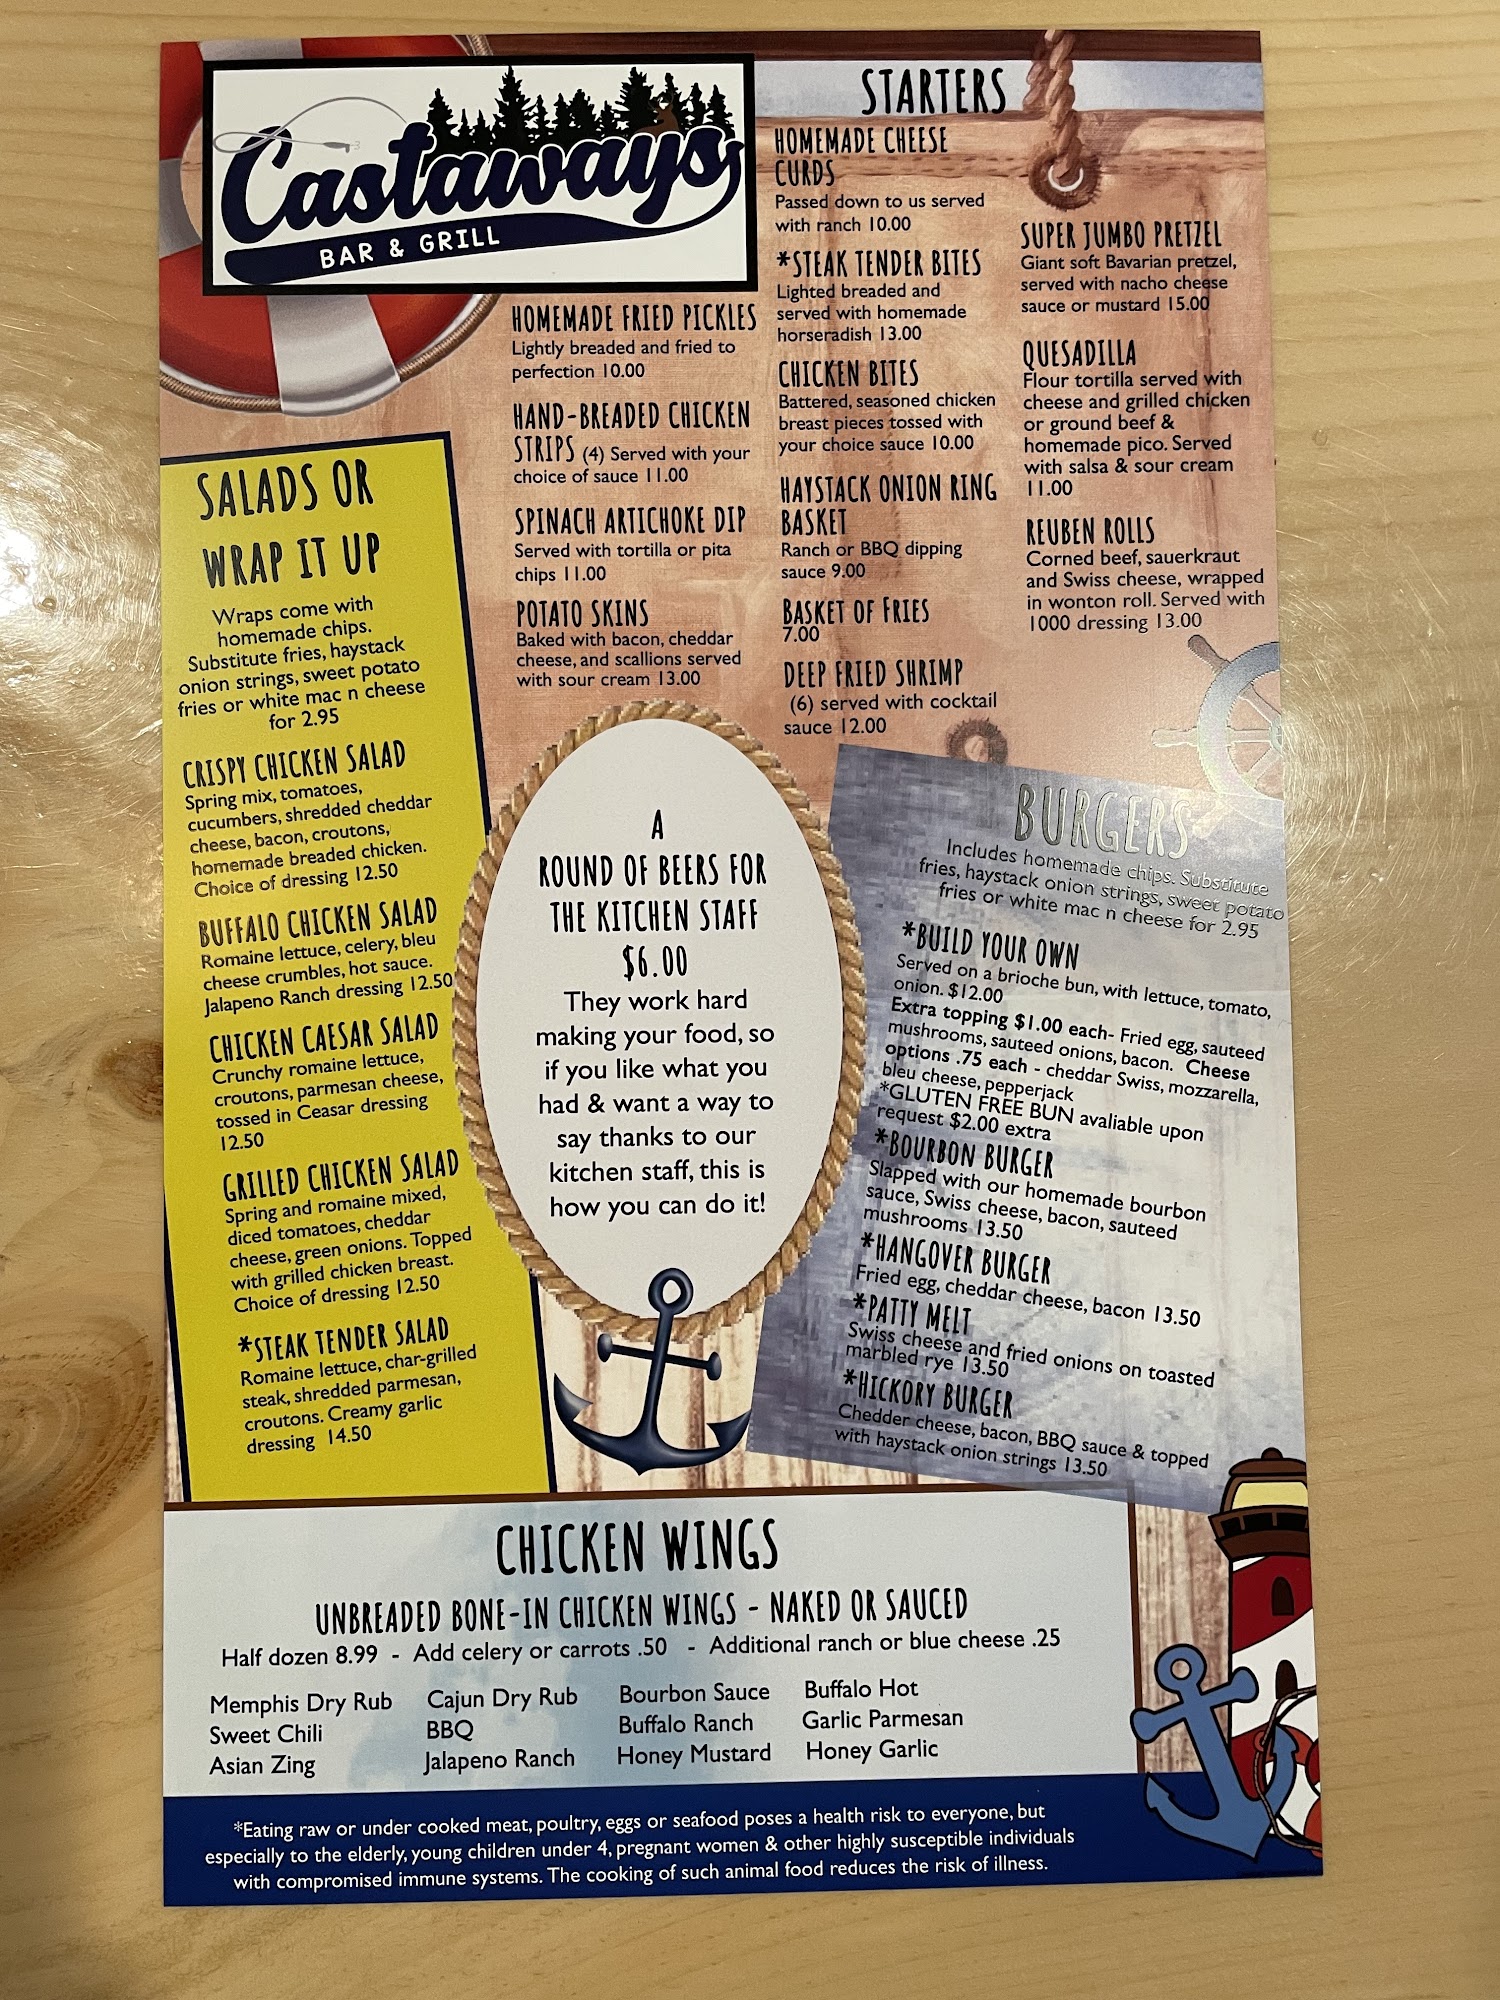 Castaways
BAR & GRILL
STARTERS
HOMEMADE FRIED PICKLES
Lightly breaded and fried to
perfection 10.00
HAND-BREADED CHICKEN
STRIPS (4) Served with your
choice of sauce 11.00
SPINACH ARTICHOKE DIP
Served with tortilla or pita
chips 11.00
POTATO SKINS
Baked with bacon, cheddar
cheese, and scallions served
with sour cream 13.00
HOMEMADE CHEESE
CURDS
Passed down to us served
with ranch 10.00
*STEAK TENDER BITES
Lighted breaded and
served with homemade
horseradish 13.00
CHICKEN BITES
Battered, seasoned chicken
breast pieces tossed with
your choice sauce 10.00
HAYSTACK ONION RING
BASKET
Ranch or BBQ dipping
sauce 9.00
BASKET OF FRIES
7.00
DEEP FRIED SHRIMP
(6) served with cocktail
sauce 12.00
SUPER JUMBO PRETZEL
Giant soft Bavarian pretzel,
served with nacho cheese
sauce or mustard 15.00
QUESADILLA
Flour tortilla served with
cheese and grilled chicken
or ground beef &
homemade pico. Served
with salsa & sour cream
11.00
REUBEN ROLLS
Corned beef, sauerkraut
and Swiss cheese, wrapped
in wonton roll. Served with
1000 dressing 13.00
SALADS OR
WRAP IT UP
Wraps come with
homemade chips.
Substitute fries, haystack
onion strings, sweet potato
fries or white mac n cheese
for 2.95
CRISPY CHICKEN SALAD
Spring mix, tomatoes,
cucumbers, shredded cheddar
cheese, bacon, croutons,
homemade breaded chicken.
Choice of dressing 12.50
BUFFALO CHICKEN SALAD
Romaine lettuce, celery, bleu
cheese crumbles, hot sauce.
Jalapeno Ranch dressing 12.50
CHICKEN CAESAR SALAD
Crunchy romaine lettuce,
croutons, parmesan cheese,
tossed in Ceasar dressing
12.50
GRILLED CHICKEN SALAD
Spring and romaine mixed,
diced tomatoes, cheddar
cheese, green onions. Topped
with grilled chicken breast.
Choice of dressing 12.50
*STEAK TENDER SALAD
Romaine lettuce, char-grilled
steak, shredded parmesan,
croutons. Creamy garlic
dressing 14.50
A
ROUND OF BEERS FOR
THE KITCHEN STAFF
$6.00
They work hard
making your food, so
if you like what you
had & want a way to
say thanks to our
kitchen staff, this is
how you can do it!
BURGERS
Includes homemade chips. Substitute
fries, haystack onion strings, sweet potato
fries or white mac n cheese for 2.95
*BUILD YOUR OWN
Served on a brioche bun, with lettuce, tomato,
onion. $12.00
Extra topping $1.00 each- Fried egg, sauteed
mushrooms, sauteed onions, bacon. Cheese
options .75 each - cheddar Swiss, mozzarella,
bleu cheese, pepperjack
*GLUTEN FREE BUN avaliable upon
request $2.00 extra
*BOURBON BURGER
Slapped with our homemade bourbon
sauce, Swiss cheese, bacon, sauteed
mushrooms 13.50
*HANGOVER BURGER
Fried egg, cheddar cheese, bacon 13.50
*PATTY MELT
Swiss cheese and fried onions on toasted
marbled rye 13.50
*HICKORY BURGER
Chedder cheese, bacon, BBQ sauce & topped
with haystack onion strings 13.50
CHICKEN WINGS
UNBREADED BONE-IN CHICKEN WINGS - NAKED OR SAUCED
Half dozen 8.99 - Add celery or carrots .50 - Additional ranch or blue cheese .25
Memphis Dry Rub Cajun Dry Rub Bourbon Sauce Buffalo Hot
Sweet Chili BBQ Buffalo Ranch Garlic Parmesan
Asian Zing Jalapeno Ranch Honey Mustard Honey Garlic
*Eating raw or under cooked meat, poultry, eggs or seafood poses a health risk to everyone, but
especially to the elderly, young children under 4, pregnant women & other highly susceptible individuals
with compromised immune systems. The cooking of such animal food reduces the risk of illness.